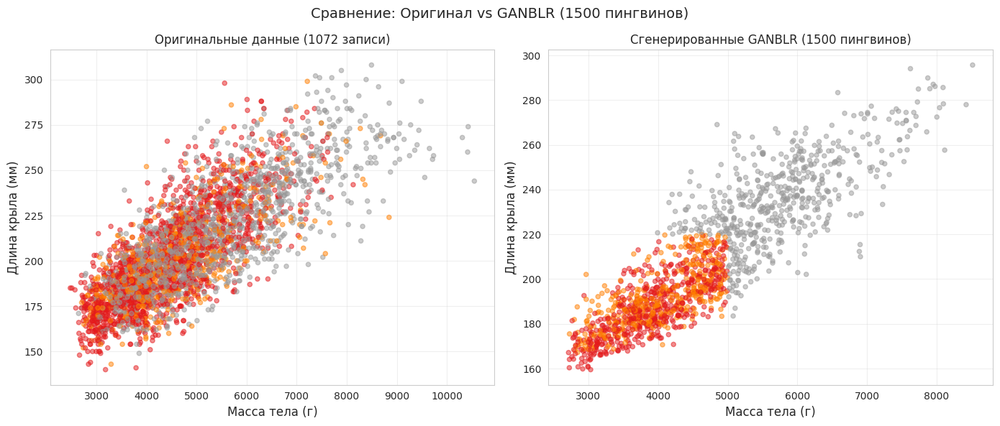 Сравнение: Оригинал vs GANBLR (1500 пингвинов)
Оригинальные данные (1072 записи)
Длина крыла (мм)
300
275
250
225
200
175
150
3000 4000 5000 6000 7000 8000 9000 10000
Масса тела (г)
Сгенерированные GANBLR (1500 пингвинов)
Длина крыла (мм)
300
280
260
240
220
200
180
160
3000 4000 5000 6000 7000 8000
Масса тела (г)